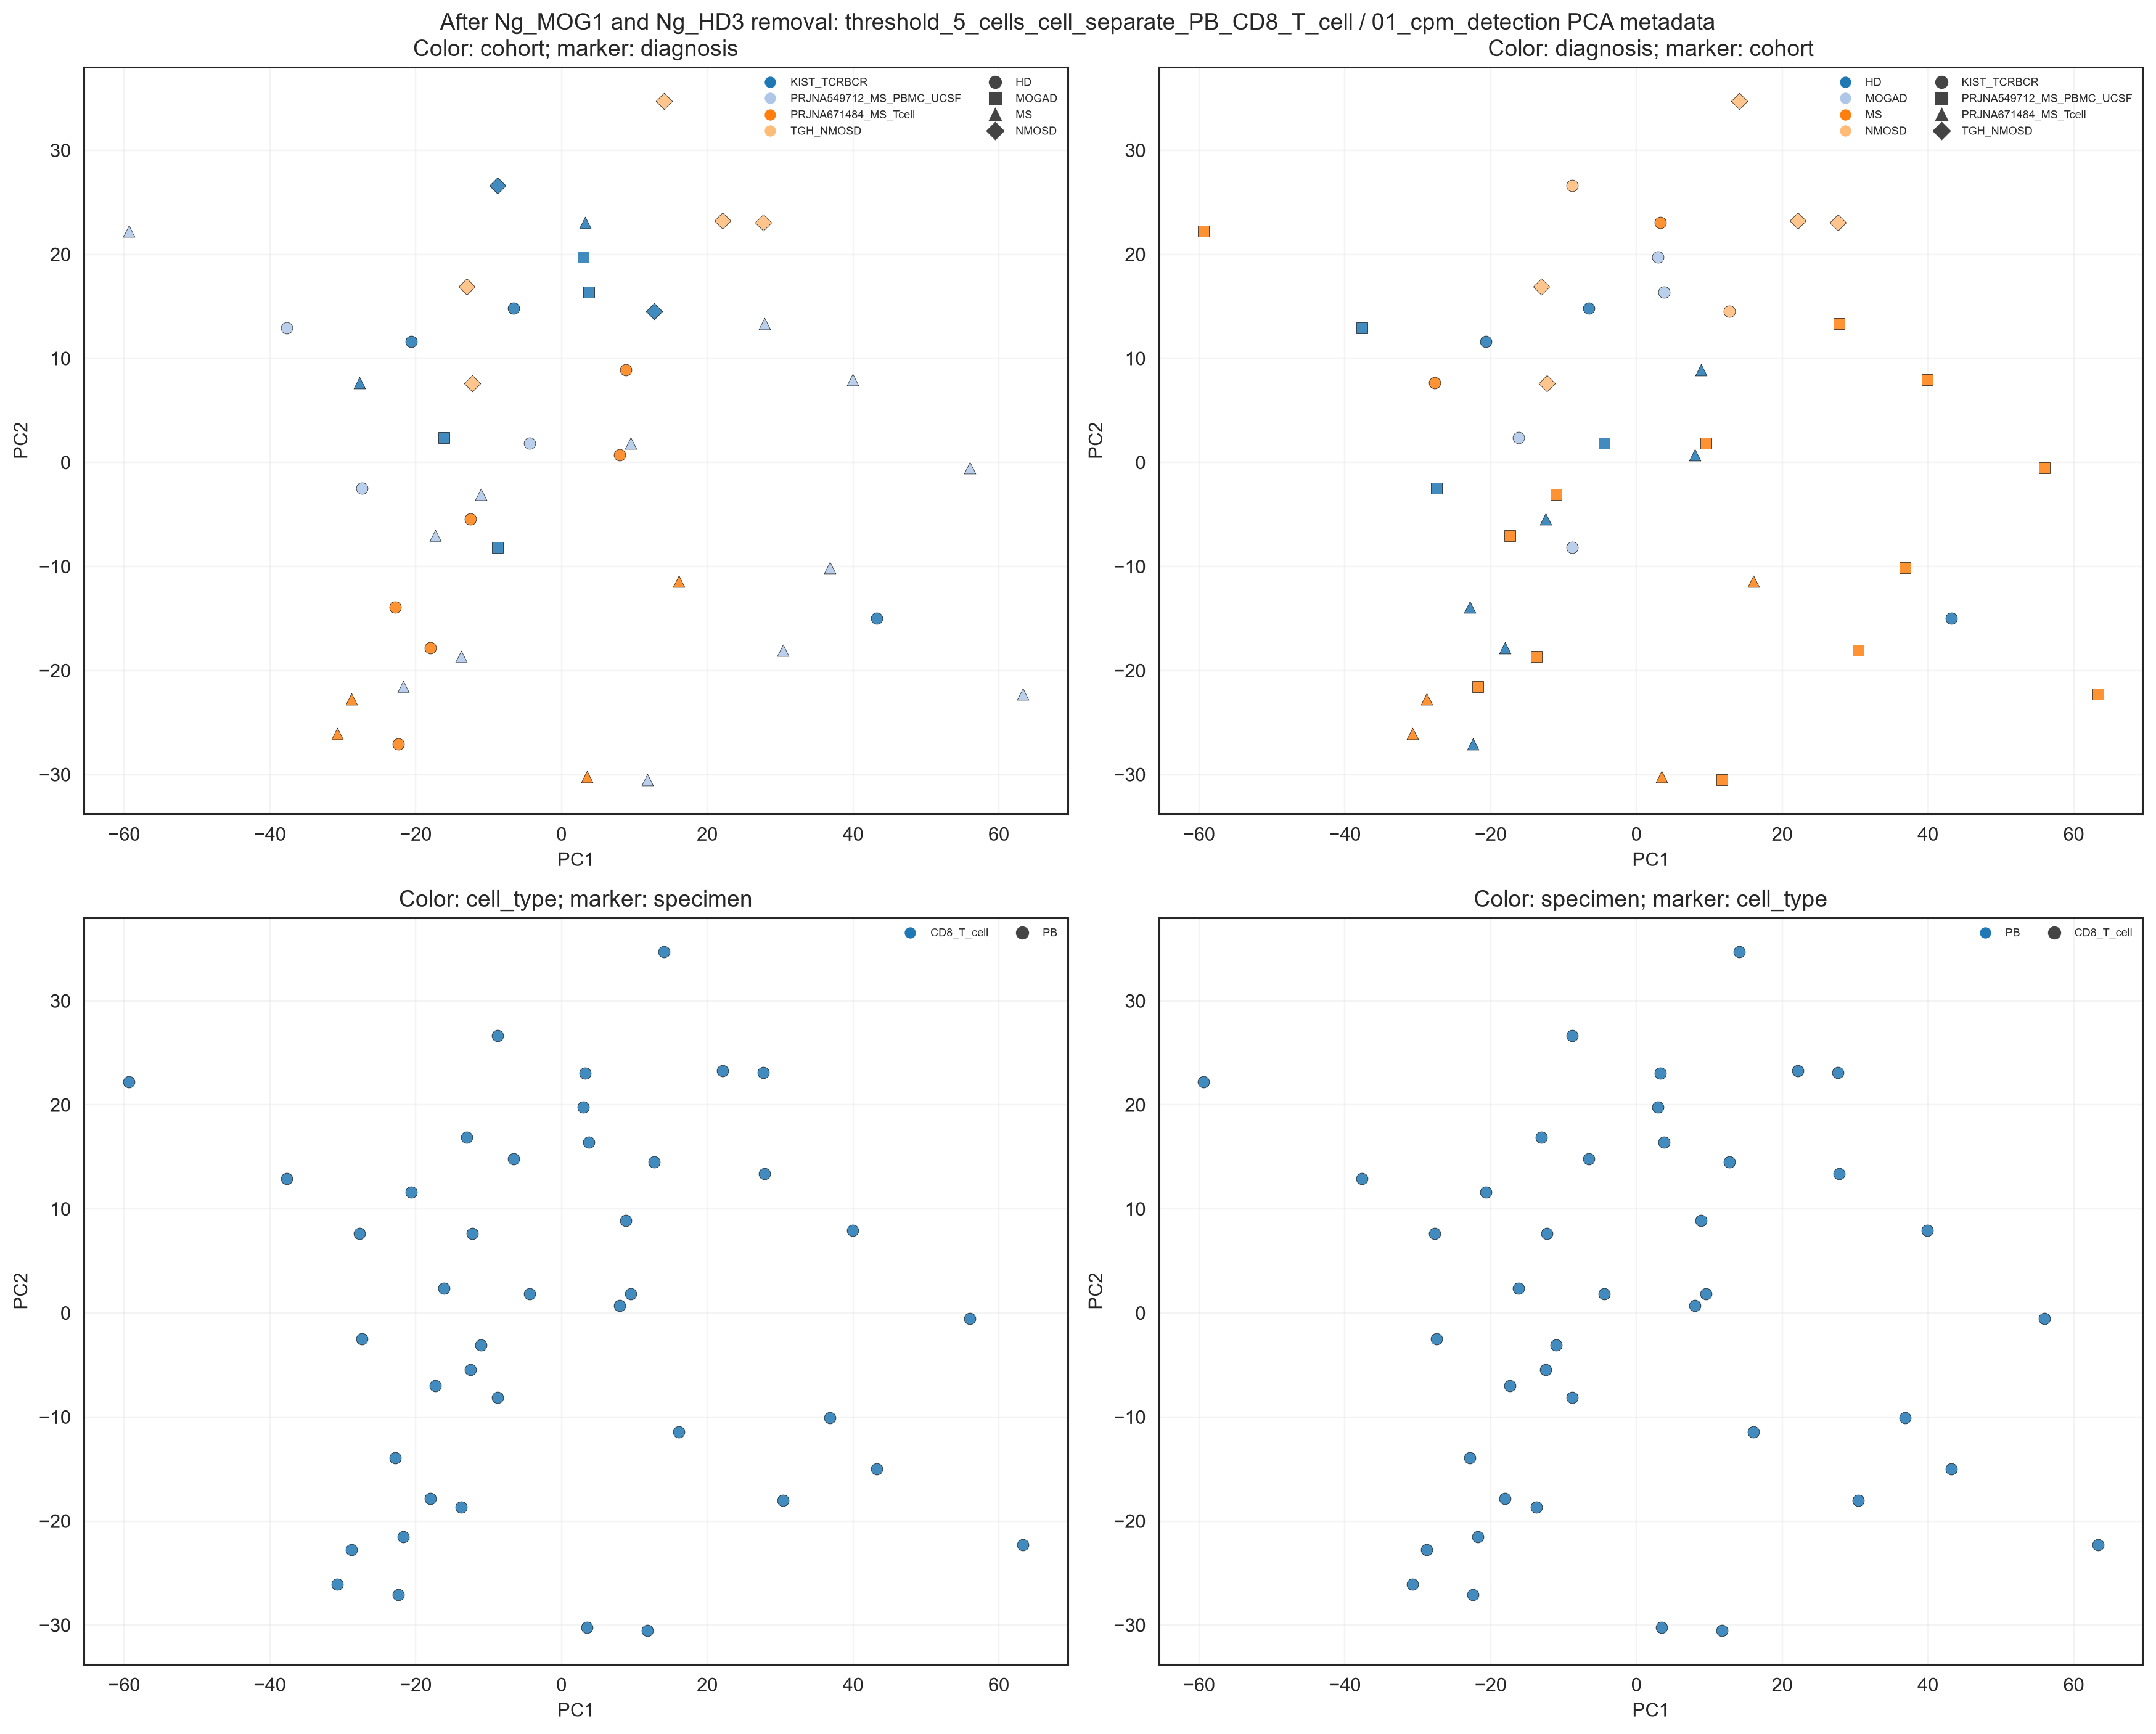 After Ng_MOG1 and Ng_HD3 removal: threshold_5_cells_cell_separate_PB_CD8_T_cell / 01_cpm_detection PCA metadata
Color: cohort; marker: diagnosis
KIST_TCRBCR
PRJNA549712_MS_PBMC_UCSF
PRJNA671484_MS_Tcell
TGH_NMOSD
HD
MOGAD
MS
NMOSD
30
20
10
0
−10
−20
−30
PC2
−60
−40
−20
0
20
40
60
PC1
Color: diagnosis; marker: cohort
HD
MOGAD
MS
NMOSD
KIST_TCRBCR
PRJNA549712_MS_PBMC_UCSF
PRJNA671484_MS_Tcell
TGH_NMOSD
30
20
10
0
−10
−20
−30
PC2
−60
−40
−20
0
20
40
60
PC1
Color: cell_type; marker: specimen
CD8_T_cell
PB
30
20
10
0
−10
−20
−30
PC2
−60
−40
−20
0
20
40
60
PC1
Color: specimen; marker: cell_type
PB
CD8_T_cell
30
20
10
0
−10
−20
−30
PC2
−60
−40
−20
0
20
40
60
PC1